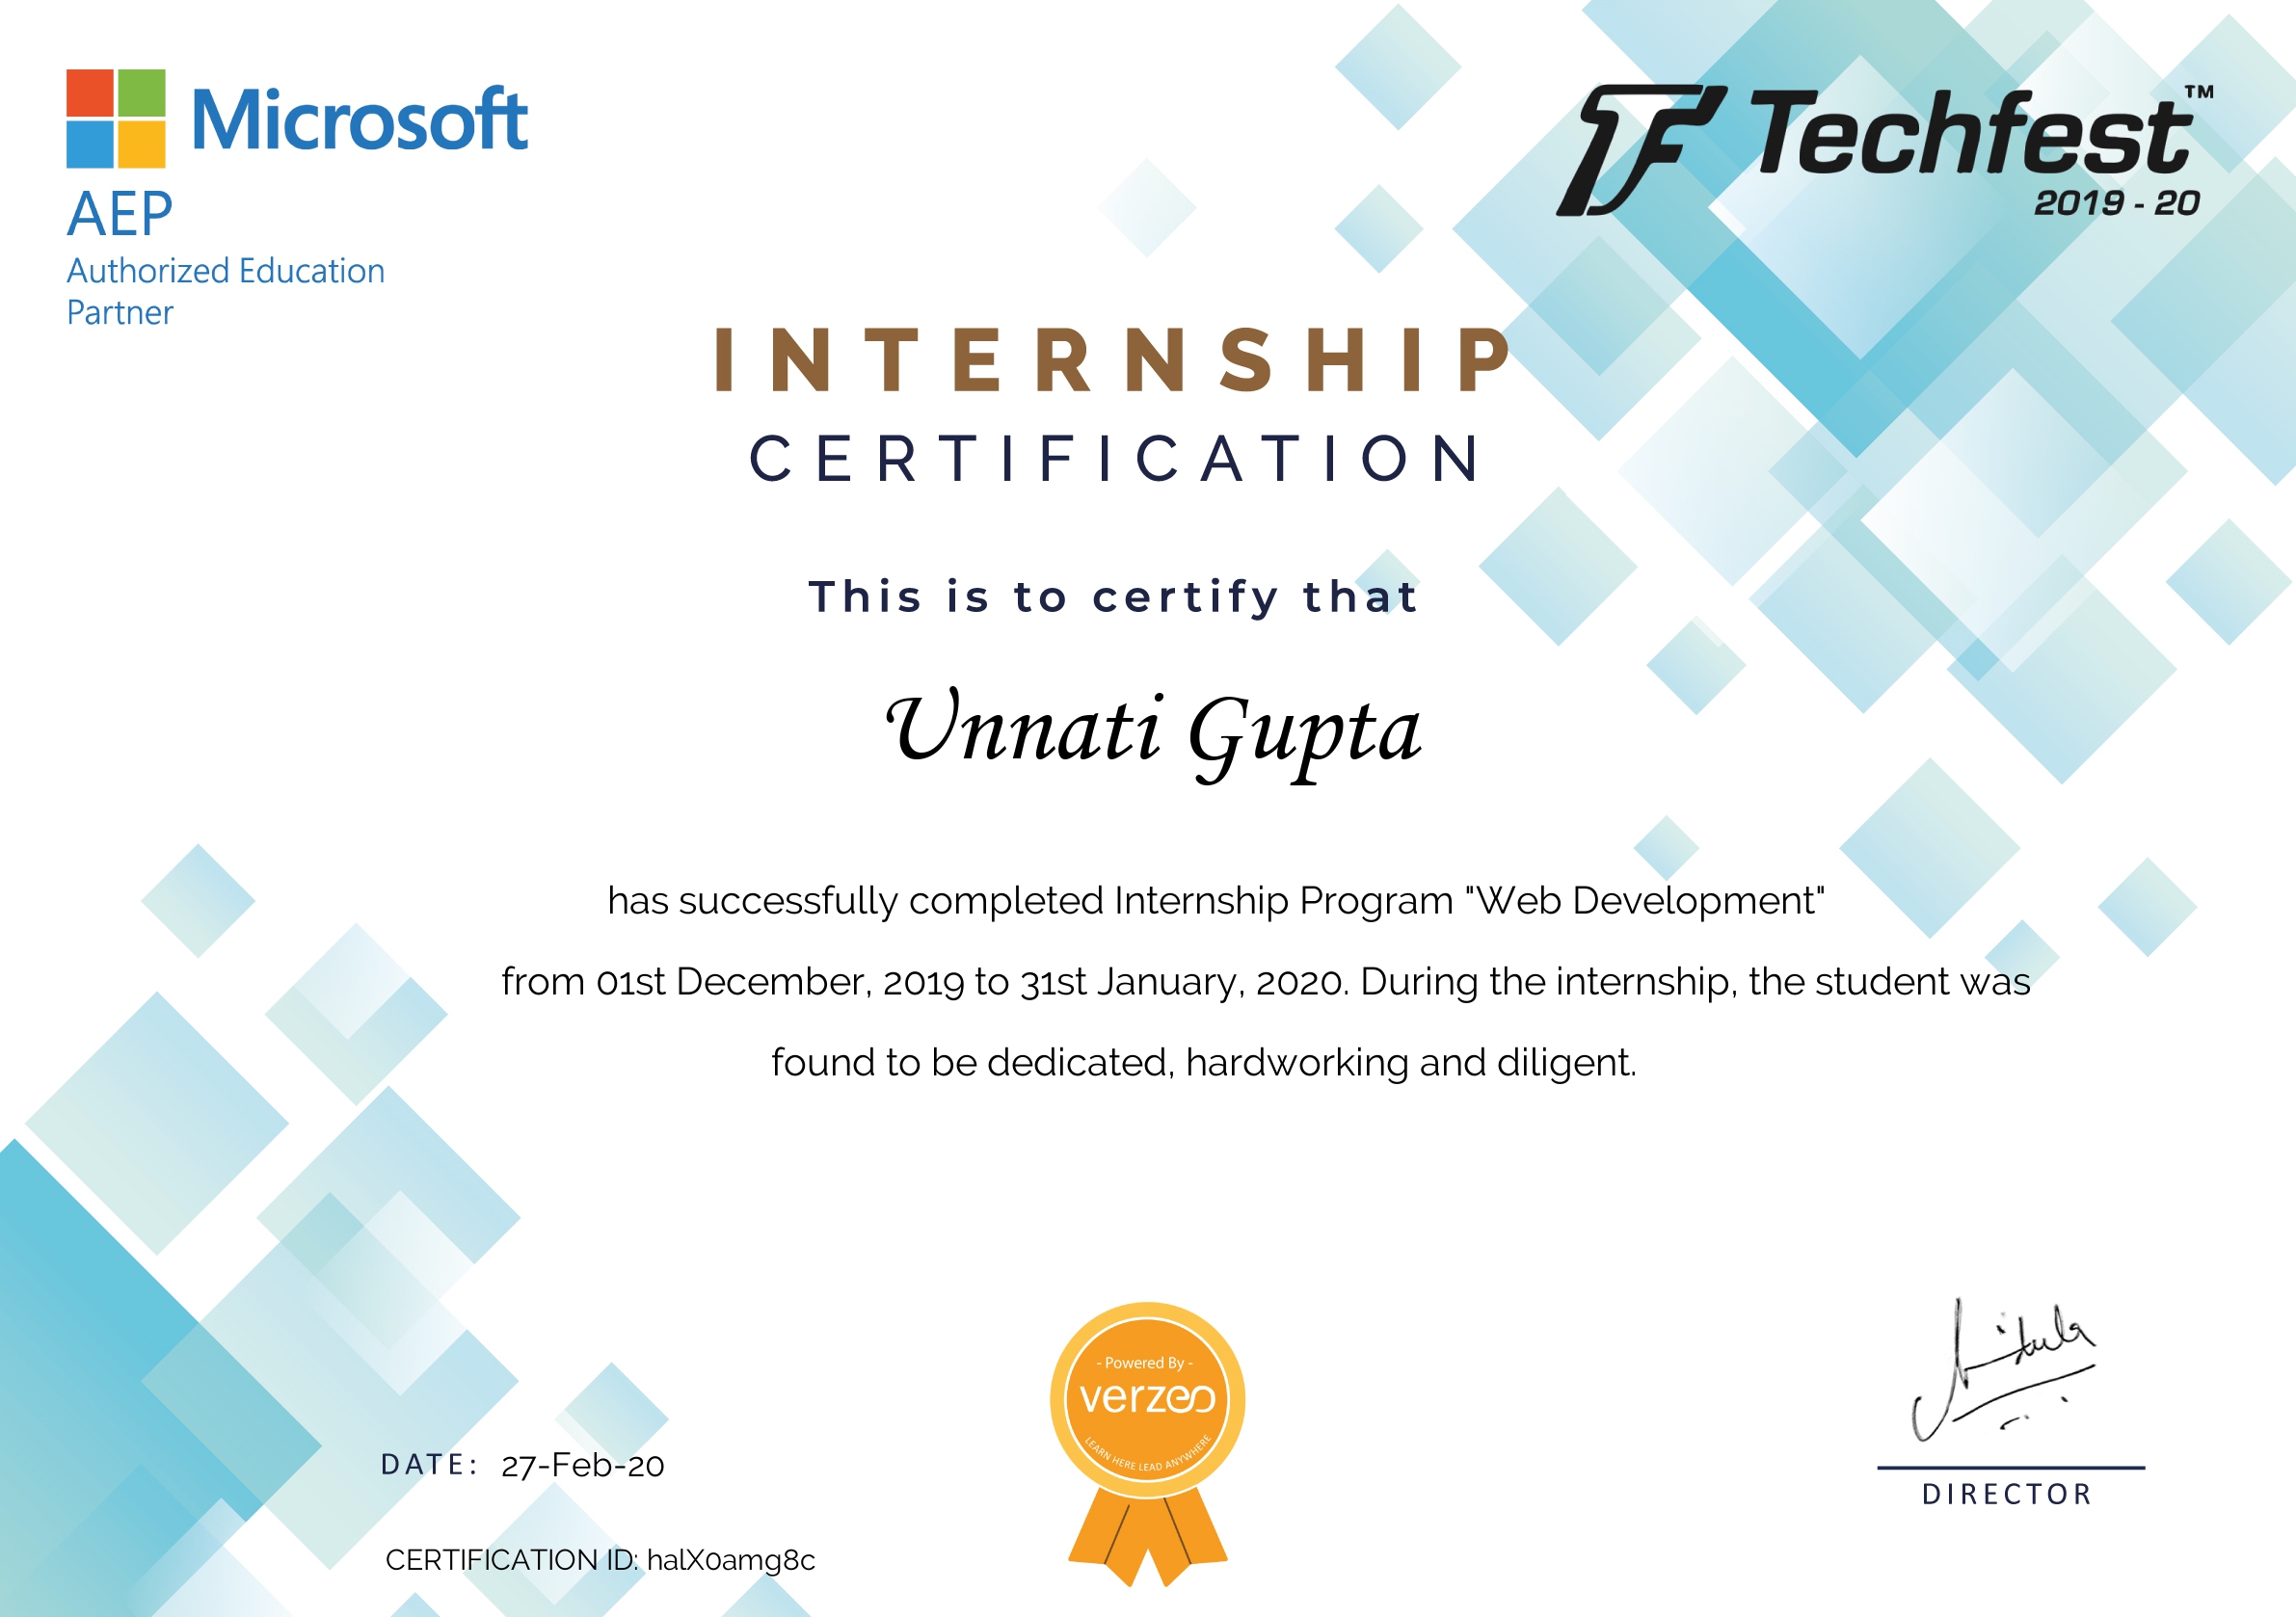 Microsoft
AEP
Authorized Education
Partner
Techfest™
2019 - 20
INTERNSHIP
CERTIFICATION
This is to certify that
Unnati Gupta
has successfully completed Internship Program "Web Development"
from 01st December, 2019 to 31st January, 2020. During the internship, the student was
found to be dedicated, hardworking and diligent.
- Powered By -
verzeo
LEARN HERE LEAD ANYWHERE
DATE: 27-Feb-20
DIRECTOR
CERTIFICATION ID: halX0amg8c